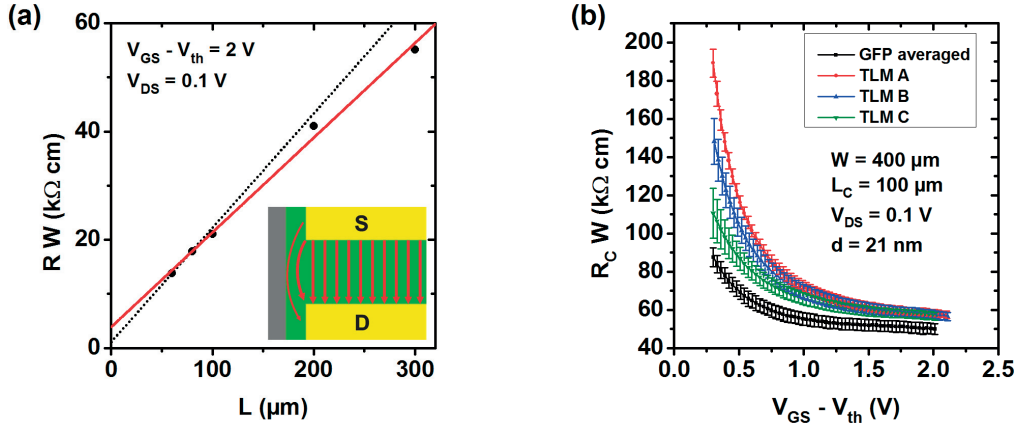 (a)
60
40
20
0
R W (kΩ cm)
V_GS - V_th = 2 V
V_DS = 0.1 V
S
D
0 100 200 300
L (µm)
(b)
200
180
160
140
120
100
80
60
40
R_C W (kΩ cm)
GFP averaged
TLM A
TLM B
TLM C
W = 400 µm
L_C = 100 µm
V_DS = 0.1 V
d = 21 nm
0.0 0.5 1.0 1.5 2.0 2.5
V_GS - V_th (V)